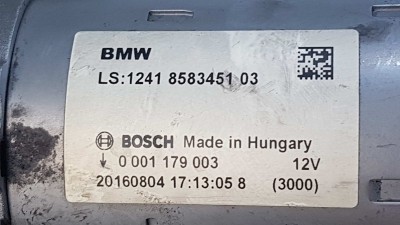 BMW
LS:1241 8583451 03
BOSCH Made in Hungary
0 001 179 003 12V
20160804 17:13:05 8 (3000)